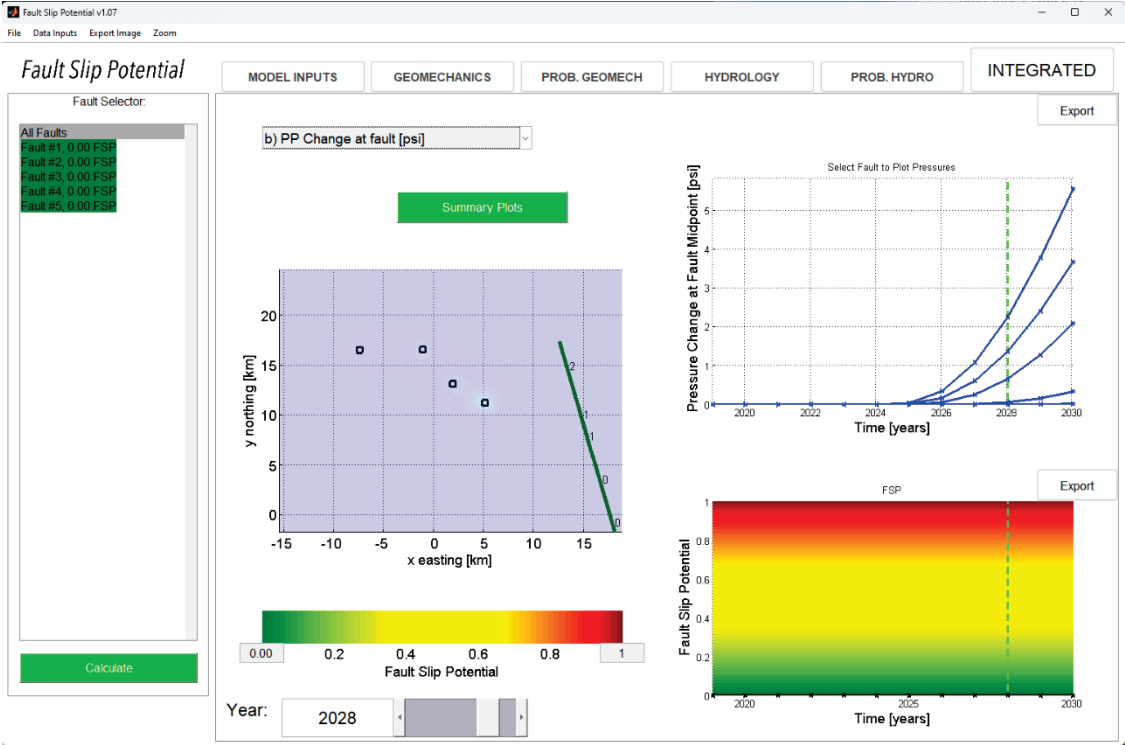 Fault Slip Potential v1.07
File Data Inputs Export Image Zoom
Fault Slip Potential
MODEL INPUTS
GEOMECHANICS
PROB. GEOMECH
HYDROLOGY
PROB. HYDRO
INTEGRATED
Fault Selector:
All Faults
Fault #1, 0.00 FSP
Fault #2, 0.00 FSP
Fault #3, 0.00 FSP
Fault #4, 0.00 FSP
Fault #5, 0.00 FSP
Calculate
Export
b) PP Change at fault [psi]
Summary Plots
20
15
10
5
0
y northing [km]
2
1
1
0
0
-15 -10 -5 0 5 10 15
x easting [km]
0.00 0.2 0.4 0.6 0.8 1
Fault Slip Potential
Year:
2028
Select Fault to Plot Pressures
Pressure Change at Fault Midpoint [psi]
5
4
3
2
1
0
2020 2022 2024 2026 2028 2030
Time [years]
Export
FSP
Fault Slip Potential
1
0.8
0.6
0.4
0.2
0
2020 2025 2030
Time [years]